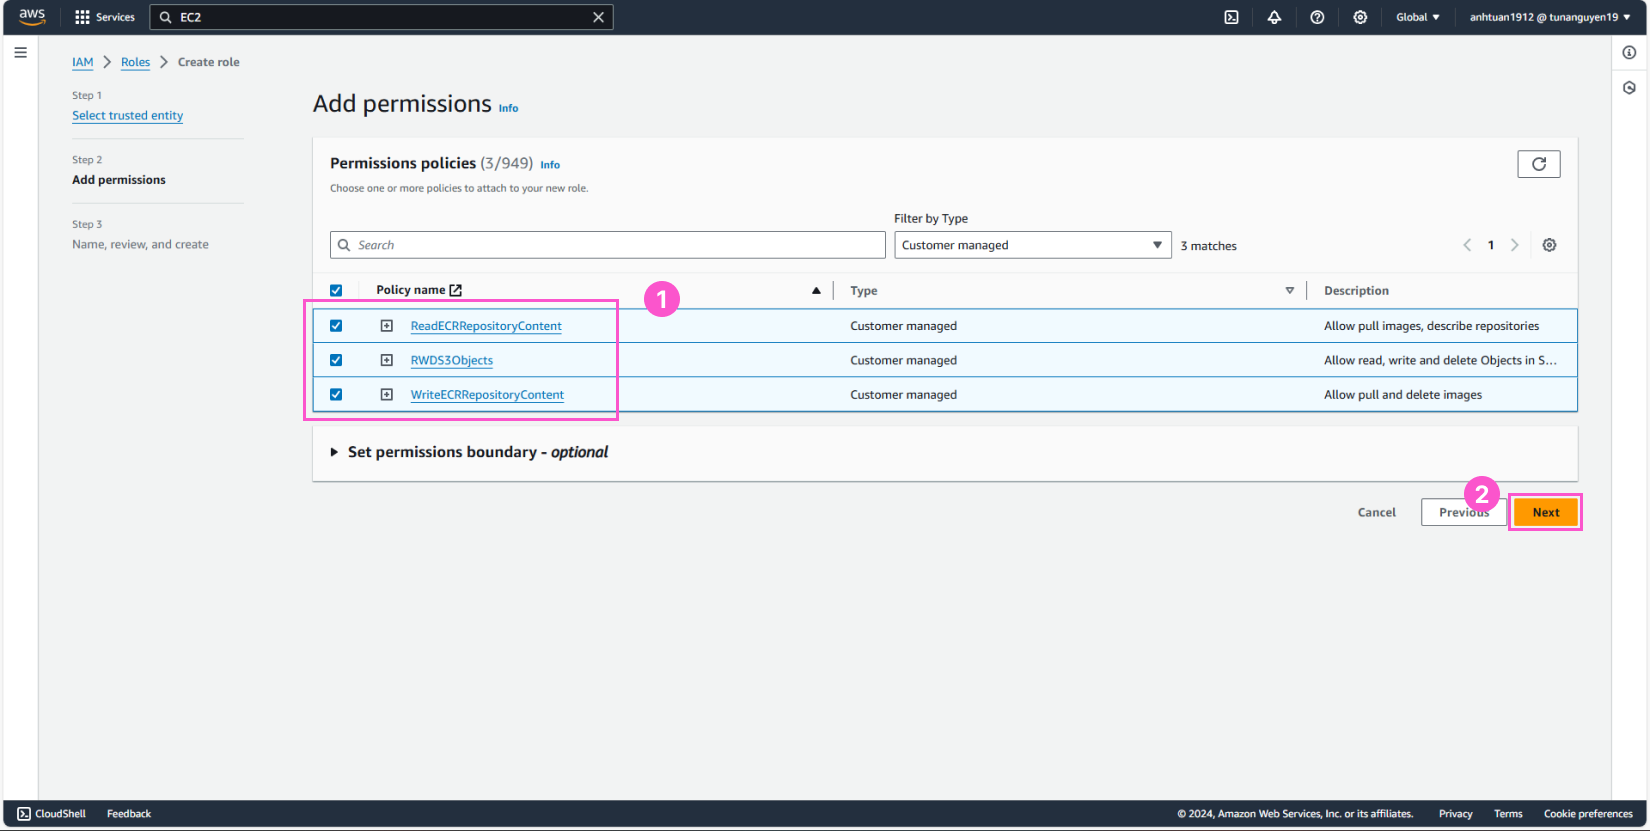 aws Services EC2 Global anhtuan1912 @ tunanguyen19
IAM Roles Create role
Step 1
Select trusted entity
Step 2
Add permissions
Step 3
Name, review, and create
Add permissions Info
Permissions policies (3/949) Info
Choose one or more policies to attach to your new role.
Filter by Type
Search Customer managed 3 matches 1
Policy name Type Description
1
ReadECRRepositoryContent Customer managed Allow pull images, describe repositories
RWDS3Objects Customer managed Allow read, write and delete Objects in S...
WriteECRRepositoryContent Customer managed Allow pull and delete images
Set permissions boundary - optional
2
Cancel Previous Next
CloudShell Feedback © 2024, Amazon Web Services, Inc. or its affiliates. Privacy Terms Cookie preferences